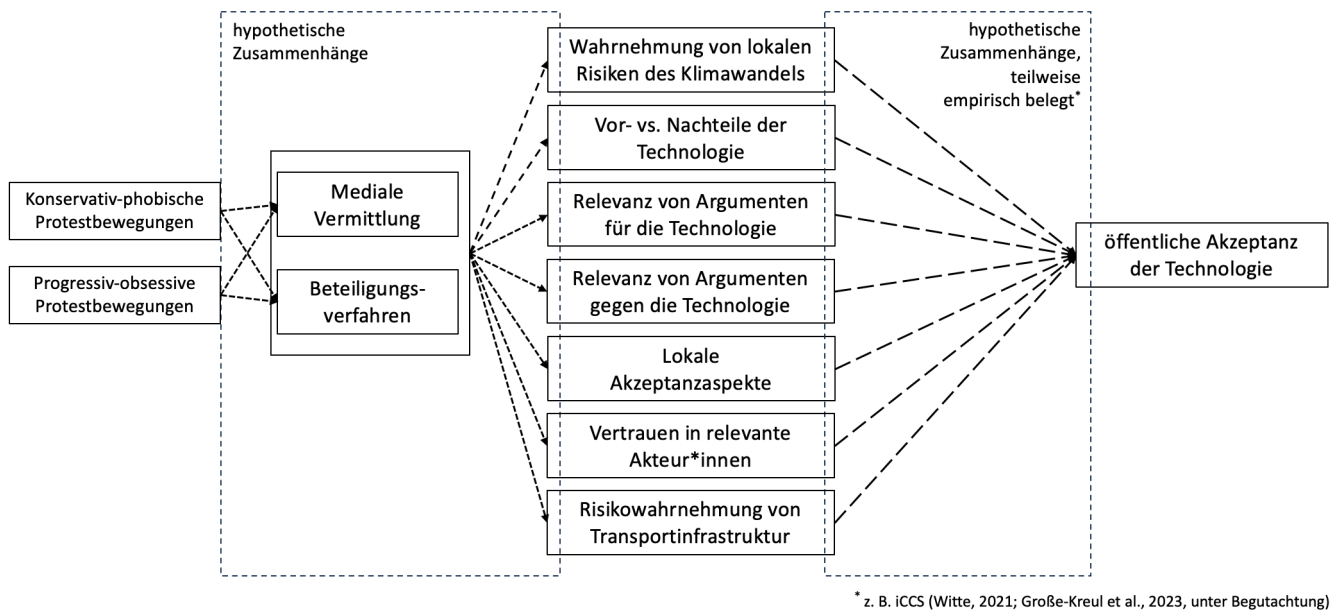 hypothetische
Zusammenhänge
Konservativ-phobische
Protestbewegungen
Progressiv-obsessive
Protestbewegungen
Mediale
Vermittlung
Beteiligungs-
verfahren
Wahrnehmung von lokalen
Risiken des Klimawandels
Vor- vs. Nachteile der
Technologie
Relevanz von Argumenten
für die Technologie
Relevanz von Argumenten
gegen die Technologie
Lokale
Akzeptanzaspekte
Vertrauen in relevante
Akteur*innen
Risikowahrnehmung von
Transportinfrastruktur
hypothetische
Zusammenhänge,
teilweise
empirisch belegt*
öffentliche Akzeptanz
der Technologie
* z. B. iCCS (Witte, 2021; Große-Kreul et al., 2023, unter Begutachtung)